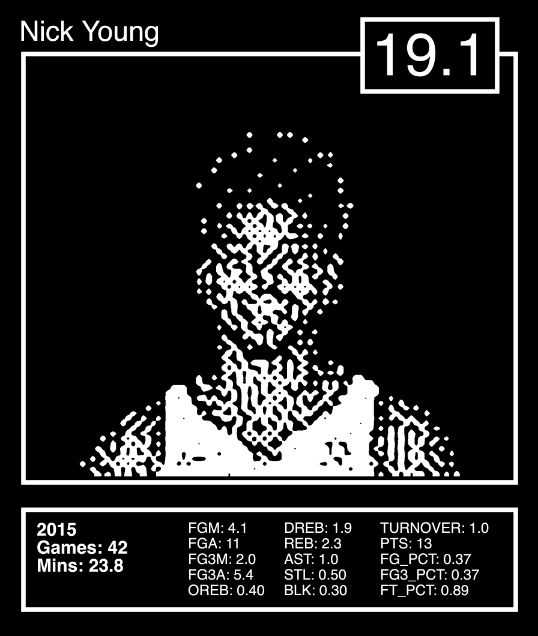 Nick Young
19.1
2015
Games: 42
Mins: 23.8
FGM: 4.1
FGA: 11
FG3M: 2.0
FG3A: 5.4
OREB: 0.40
DREB: 1.9
REB: 2.3
AST: 1.0
STL: 0.50
BLK: 0.30
TURNOVER: 1.0
PTS: 13
FG_PCT: 0.37
FG3_PCT: 0.37
FT_PCT: 0.89